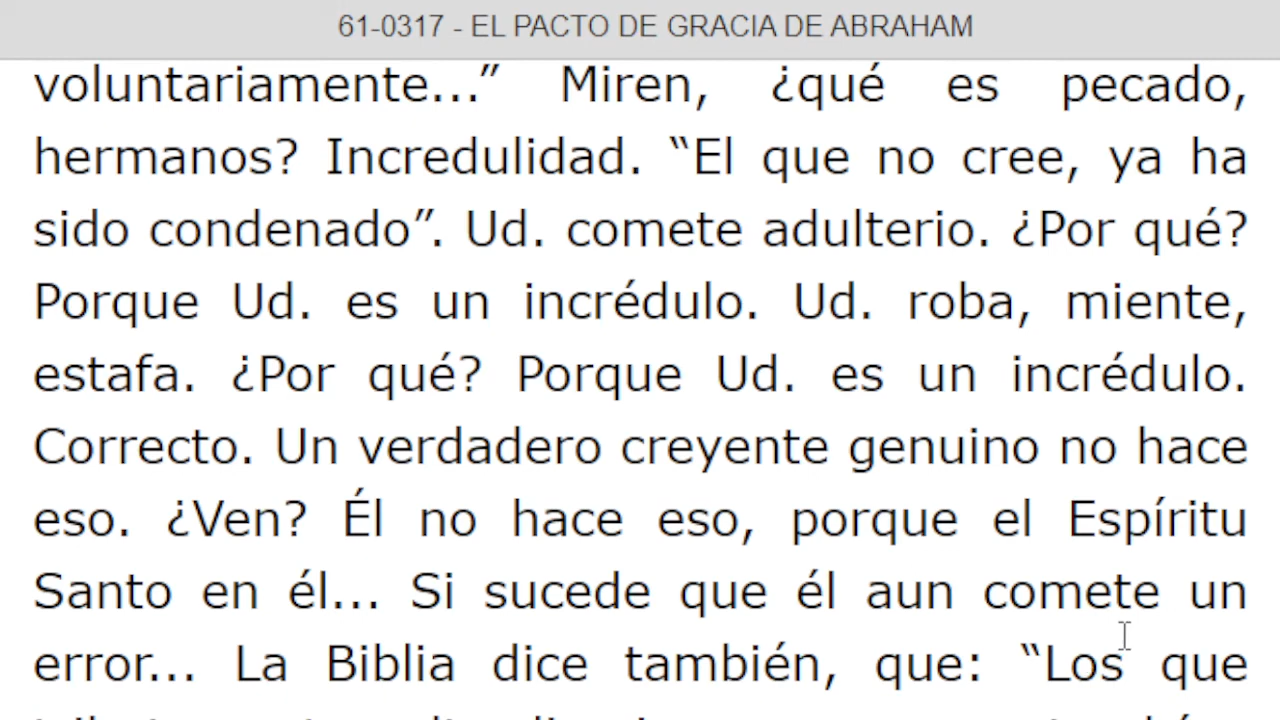 61-0317 - EL PACTO DE GRACIA DE ABRAHAM
voluntariamente...” Miren, ¿qué es pecado,
hermanos? Incredulidad. “El que no cree, ya ha
sido condenado”. Ud. comete adulterio. ¿Por qué?
Porque Ud. es un incrédulo. Ud. roba, miente,
estafa. ¿Por qué? Porque Ud. es un incrédulo.
Correcto. Un verdadero creyente genuino no hace
eso. ¿Ven? Él no hace eso, porque el Espíritu
Santo en él... Si sucede que él aun comete un
error... La Biblia dice también, que: “Los que